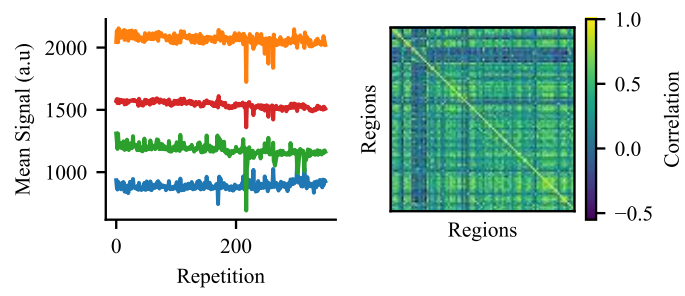 Mean Signal (a.u)
2000
1500
1000
0
200
Repetition
Regions
Regions
1.0
0.5
0.0
−0.5
Correlation